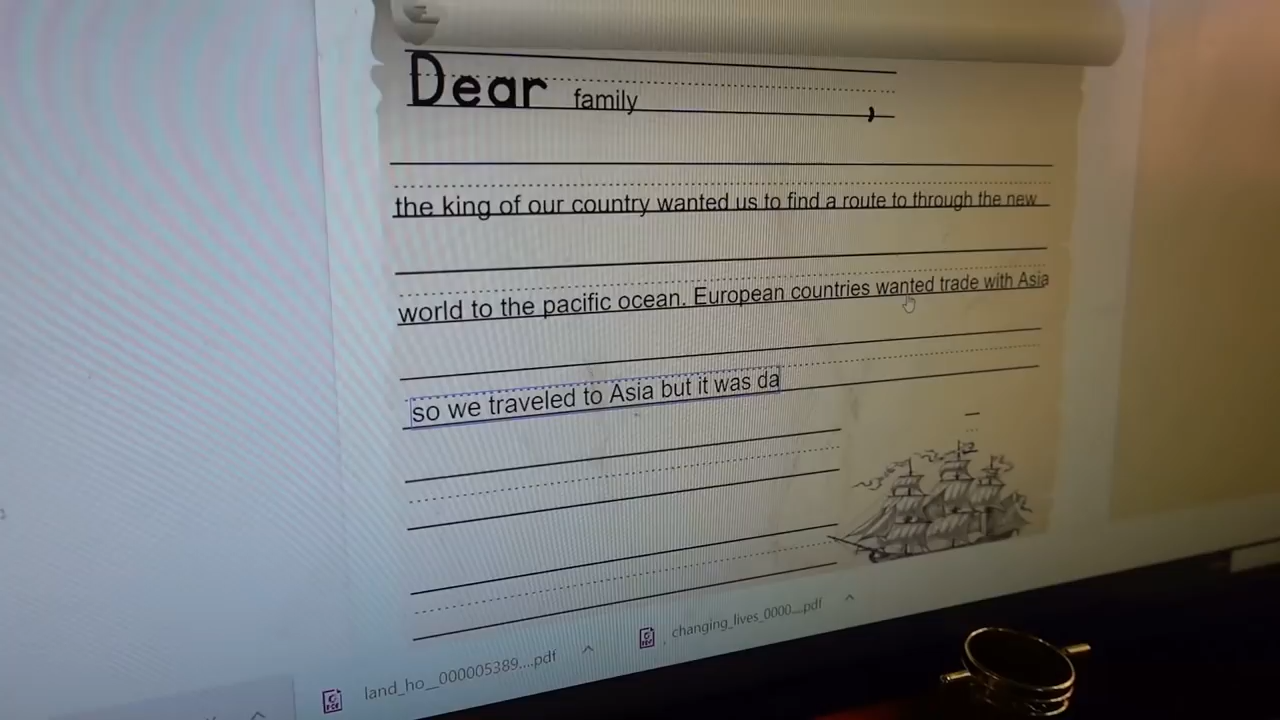 Dear family ,
the king of our country wanted us to find a route to through the new
world to the pacific ocean. European countries wanted trade with Asia
so we traveled to Asia but it was da
land_ho__000005389....pdf
changing_lives_0000....pdf